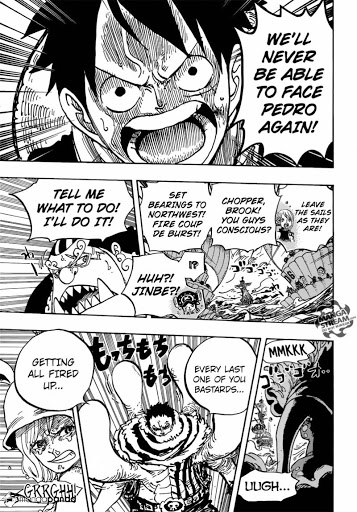 WE'LL
NEVER
BE ABLE
TO FACE
PEDRO
AGAIN!
LEAVE
THE SAILS
AS THEY
ARE!
CHOPPER,
BROOK!
YOU GUYS
CONSCIOUS?
SET
BEARINGS TO
NORTHWEST!
FIRE COUP
DE BURST!
TELL ME
WHAT TO DO!
I'LL DO IT!
!?
HUH?!
JINBE?!
MMKKK
UUGH...
EVERY LAST
ONE OF YOU
BASTARDS...
GETTING
ALL FIRED
UP...
GRRGHH